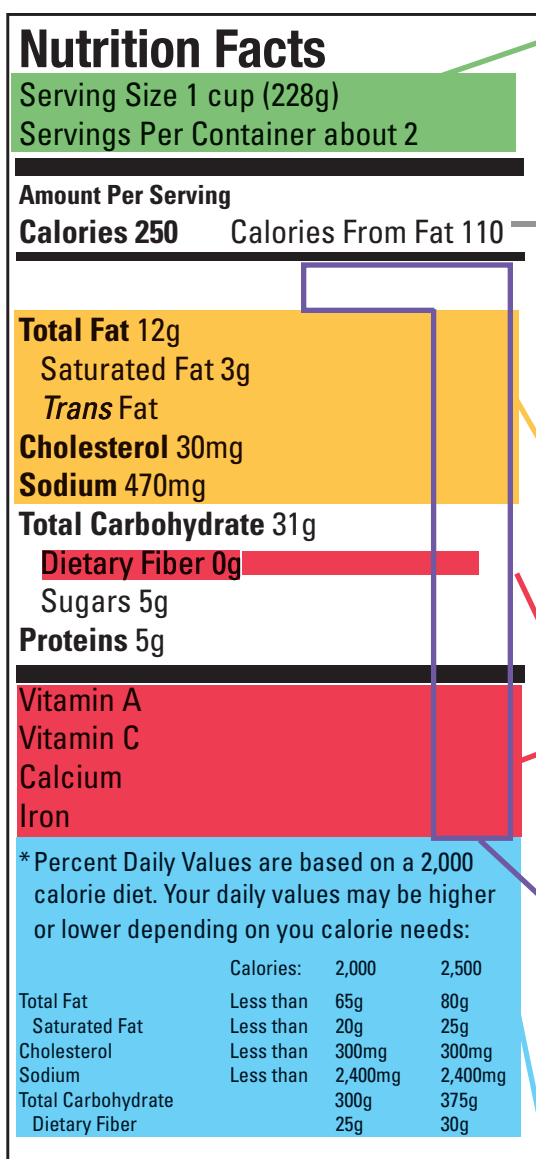 Nutrition Facts
Serving Size 1 cup (228g)
Servings Per Container about 2
Amount Per Serving
Calories 250 Calories From Fat 110
Total Fat 12g
Saturated Fat 3g
Trans Fat
Cholesterol 30mg
Sodium 470mg
Total Carbohydrate 31g
Dietary Fiber 0g
Sugars 5g
Proteins 5g
Vitamin A
Vitamin C
Calcium
Iron
* Percent Daily Values are based on a 2,000
calorie diet. Your daily values may be higher
or lower depending on you calorie needs:
Calories: 2,000 2,500
Total Fat Less than 65g 80g
Saturated Fat Less than 20g 25g
Cholesterol Less than 300mg 300mg
Sodium Less than 2,400mg 2,400mg
Total Carbohydrate 300g 375g
Dietary Fiber 25g 30g